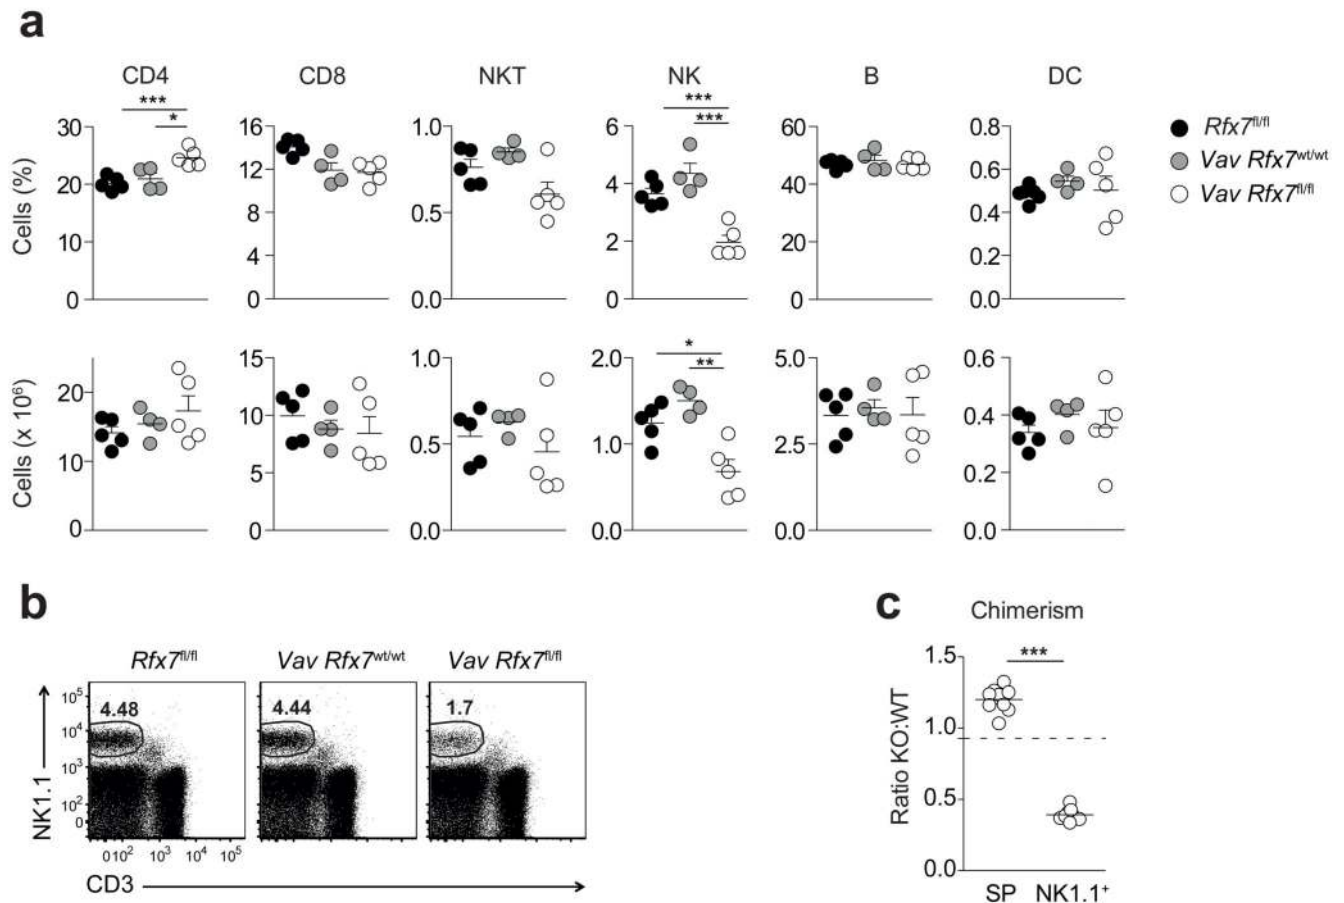 a
CD4
CD8
NKT
NK
B
DC
*** 
*
***
***
Rfx7fl/fl
Vav Rfx7wt/wt
Vav Rfx7fl/fl
Cells (%)
30
20
10
0
16
12
8
4
0
1.0
0.5
0.0
6
4
2
0
60
40
20
0
0.8
0.6
0.4
0.2
0.0
Cells (x 10⁶)
20
10
0
15
10
5
0
1.0
0.5
0.0
*
**
2.0
1.0
0.0
5.0
2.5
0.0
0.6
0.4
0.2
0.0
b
Rfx7fl/fl
Vav Rfx7wt/wt
Vav Rfx7fl/fl
4.48
4.44
1.7
NK1.1
10⁵
10⁴
10³
10²
0
0 10² 10³ 10⁴ 10⁵
CD3
c
Chimerism
***
Ratio KO:WT
1.5
1.0
0.5
0.0
SP NK1.1⁺